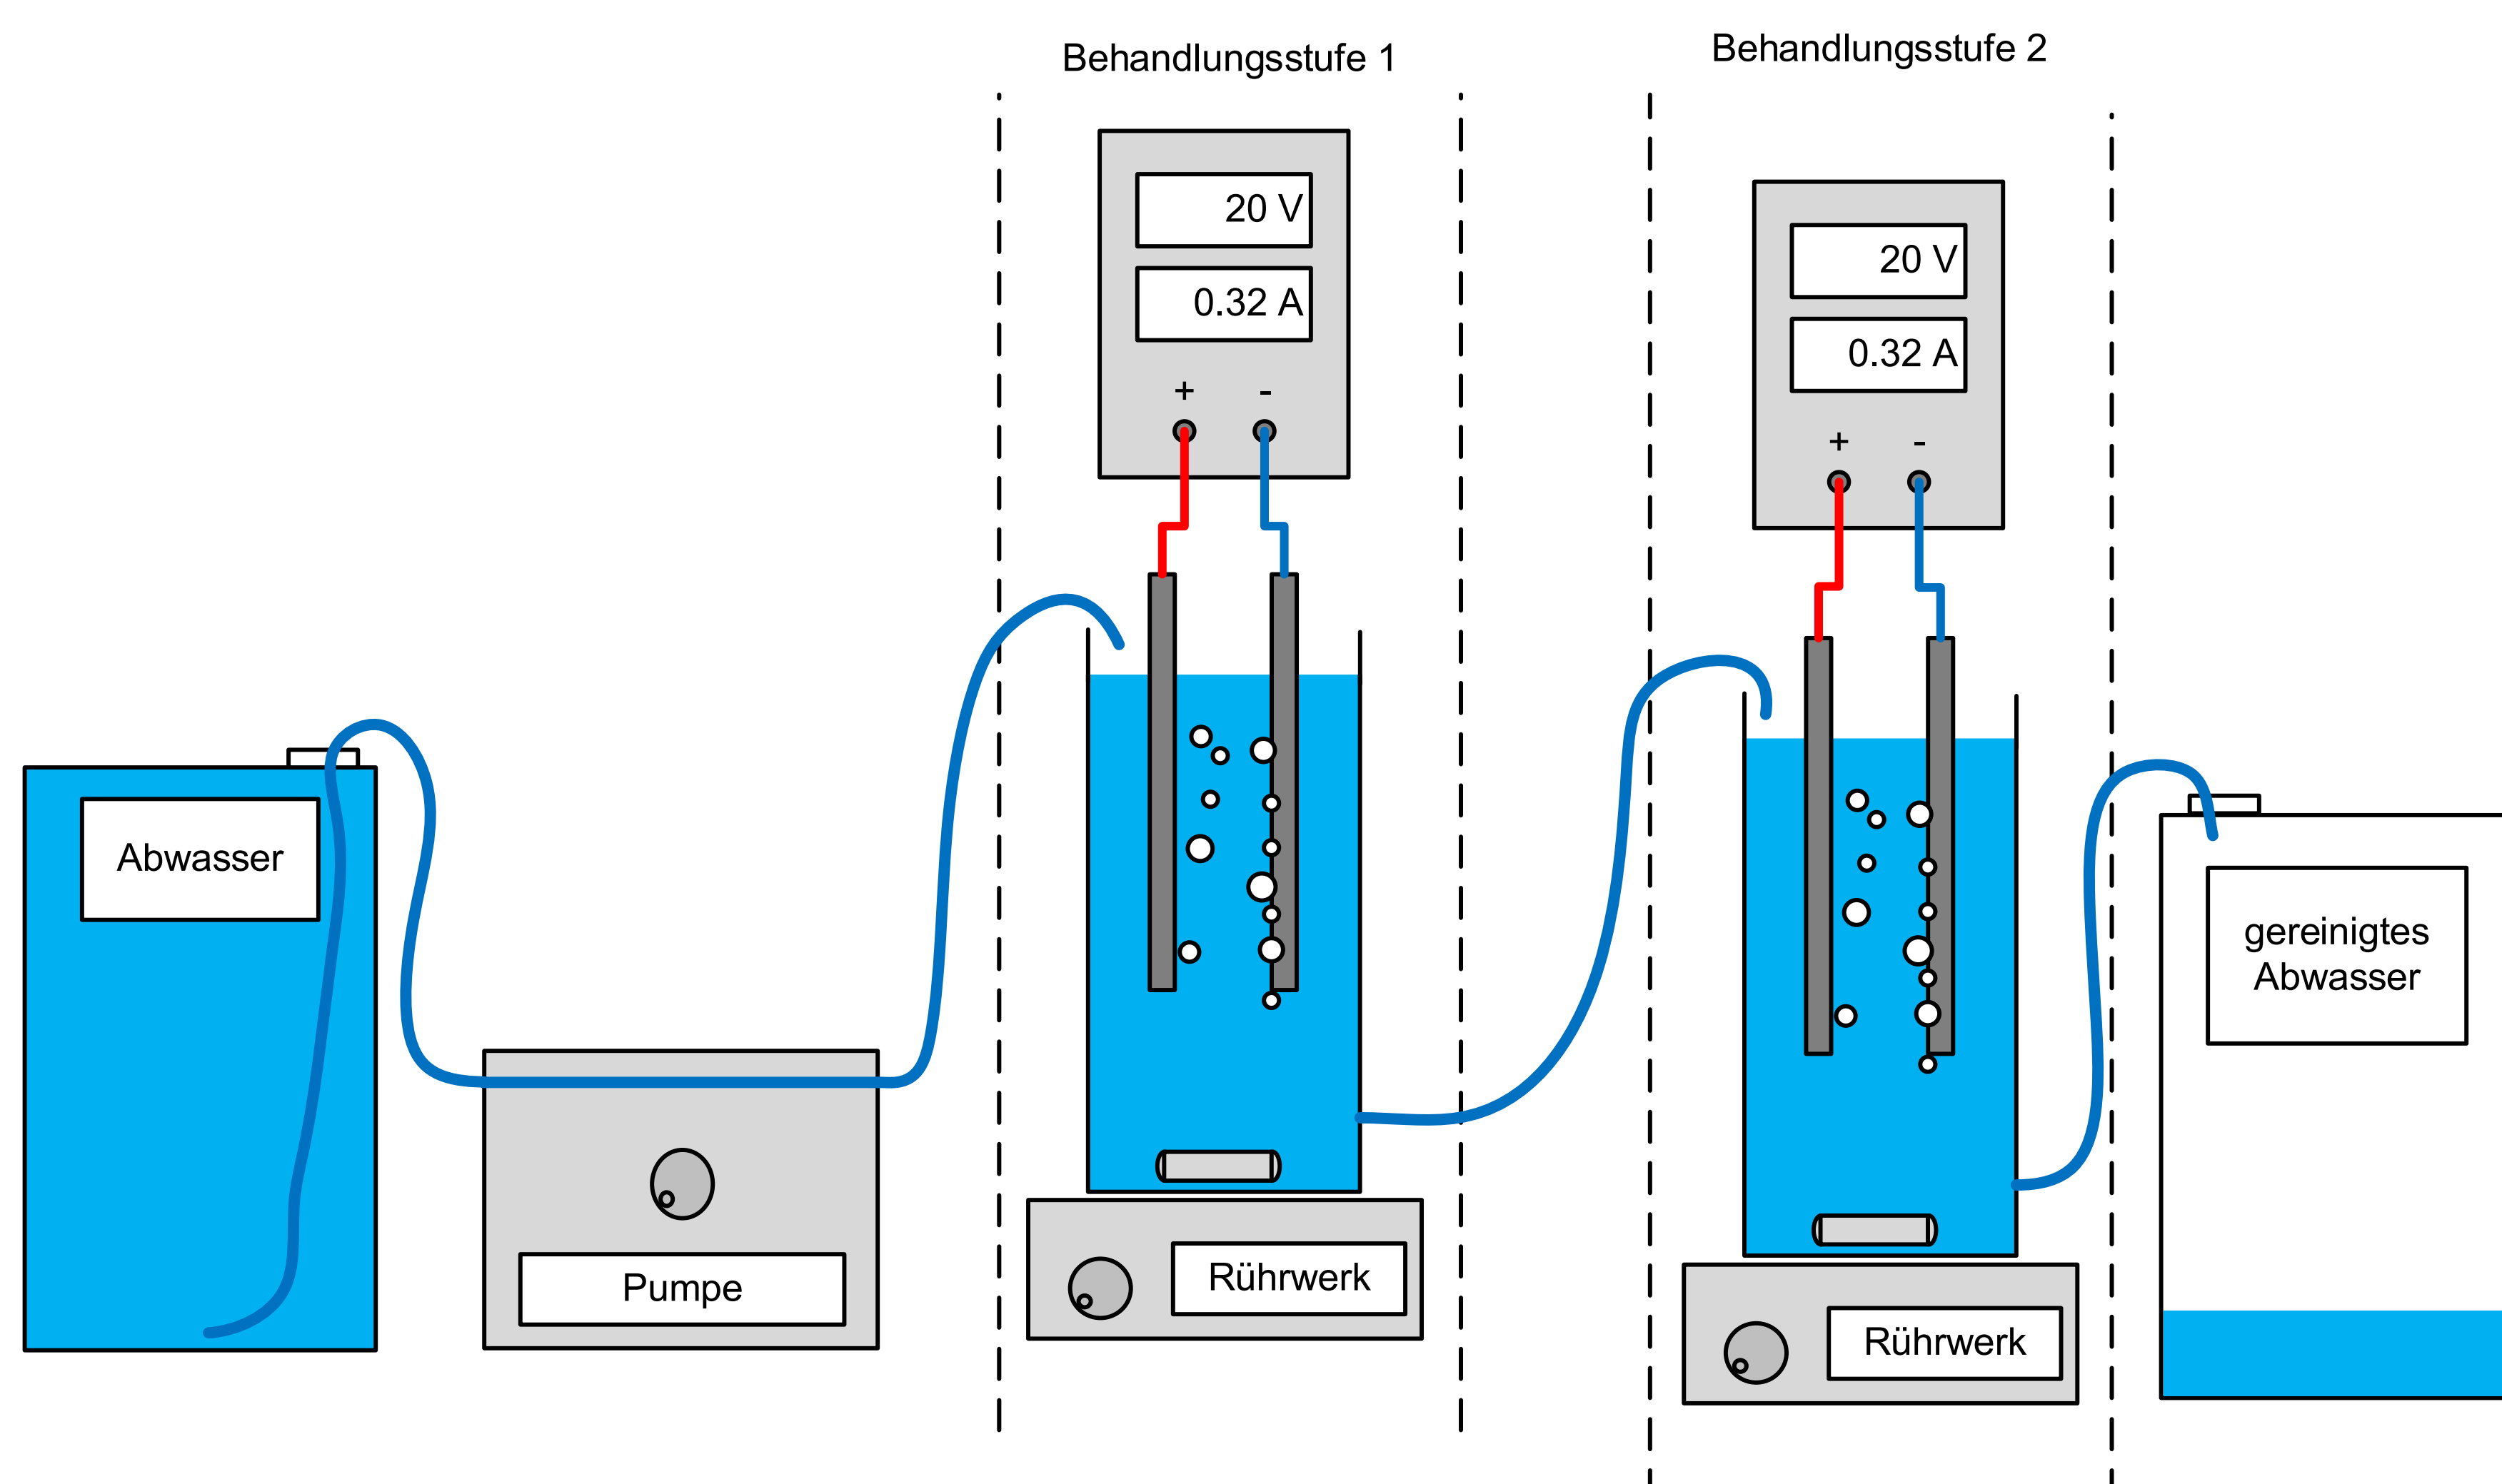 Behandlungsstufe 1
Behandlungsstufe 2
20 V
0.32 A
+ -
20 V
0.32 A
+ -
Abwasser
Pumpe
Rührwerk
Rührwerk
gereinigtes
Abwasser